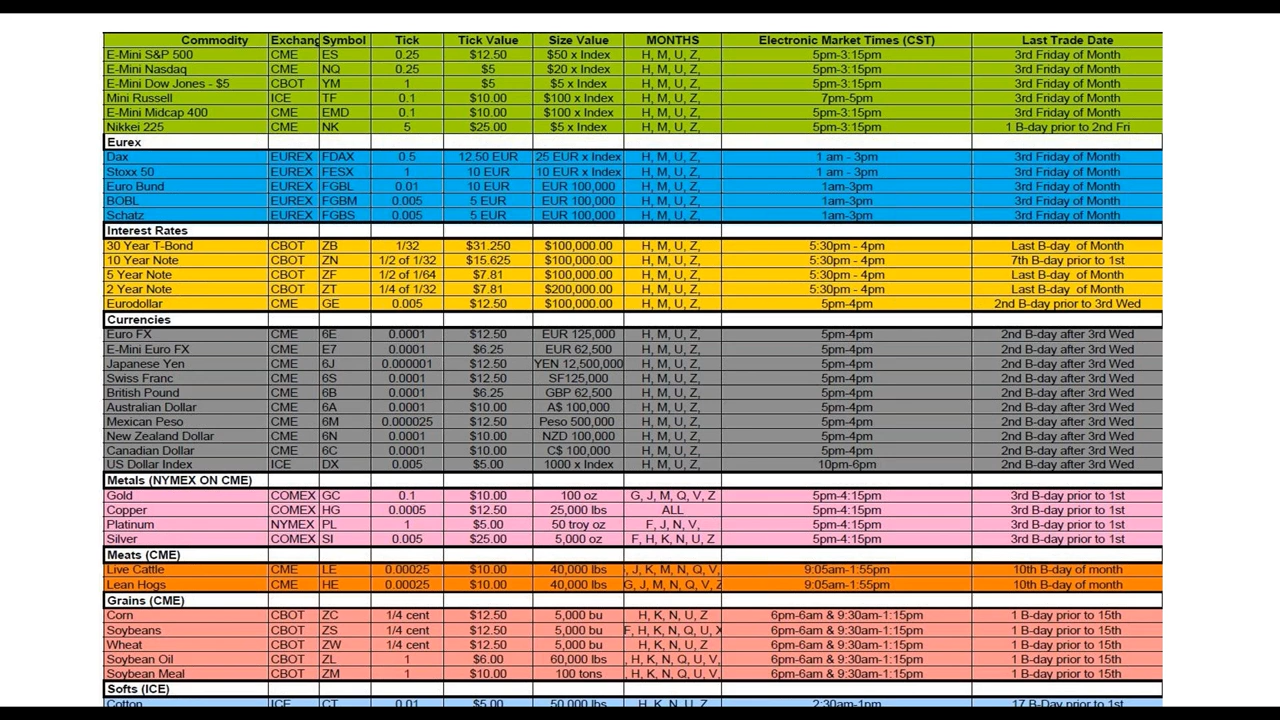 Commodity Exchang Symbol Tick Tick Value Size Value MONTHS Electronic Market Times (CST) Last Trade Date
E-Mini S&P 500 CME ES 0.25 $12.50 $50 x Index H, M, U, Z, 5pm-3:15pm 3rd Friday of Month
E-Mini Nasdaq CME NQ 0.25 $5 $20 x Index H, M, U, Z, 5pm-3:15pm 3rd Friday of Month
E-Mini Dow Jones - $5 CBOT YM 1 $5 $5 x Index H, M, U, Z, 5pm-3:15pm 3rd Friday of Month
Mini Russell ICE TF 0.1 $10.00 $100 x Index H, M, U, Z, 7pm-5pm 3rd Friday of Month
E-Mini Midcap 400 CME EMD 0.1 $10.00 $100 x Index H, M, U, Z, 5pm-3:15pm 3rd Friday of Month
Nikkei 225 CME NK 5 $25.00 $5 x Index H, M, U, Z, 5pm-3:15pm 1 B-day prior to 2nd Fri
Eurex
Dax EUREX FDAX 0.5 12.50 EUR 25 EUR x Index H, M, U, Z, 1 am - 3pm 3rd Friday of Month
Stoxx 50 EUREX FESX 1 10 EUR 10 EUR x Index H, M, U, Z, 1 am - 3pm 3rd Friday of Month
Euro Bund EUREX FGBL 0.01 10 EUR EUR 100,000 H, M, U, Z, 1am-3pm 3rd Friday of Month
BOBL EUREX FGBM 0.005 5 EUR EUR 100,000 H, M, U, Z, 1am-3pm 3rd Friday of Month
Schatz EUREX FGBS 0.005 5 EUR EUR 100,000 H, M, U, Z, 1am-3pm 3rd Friday of Month
Interest Rates
30 Year T-Bond CBOT ZB 1/32 $31.250 $100,000.00 H, M, U, Z, 5:30pm - 4pm Last B-day of Month
10 Year Note CBOT ZN 1/2 of 1/32 $15.625 $100,000.00 H, M, U, Z, 5:30pm - 4pm 7th B-day prior to 1st
5 Year Note CBOT ZF 1/2 of 1/64 $7.81 $100,000.00 H, M, U, Z, 5:30pm - 4pm Last B-day of Month
2 Year Note CBOT ZT 1/4 of 1/32 $7.81 $200,000.00 H, M, U, Z, 5:30pm - 4pm Last B-day of Month
Eurodollar CME GE 0.005 $12.50 $100,000.00 H, M, U, Z, 5pm-4pm 2nd B-day prior to 3rd Wed
Currencies
Euro FX CME 6E 0.0001 $12.50 EUR 125,000 H, M, U, Z, 5pm-4pm 2nd B-day after 3rd Wed
E-Mini Euro FX CME E7 0.0001 $6.25 EUR 62,500 H, M, U, Z, 5pm-4pm 2nd B-day after 3rd Wed
Japanese Yen CME 6J 0.000001 $12.50 YEN 12,500,000 H, M, U, Z, 5pm-4pm 2nd B-day after 3rd Wed
Swiss Franc CME 6S 0.0001 $12.50 SF125,000 H, M, U, Z, 5pm-4pm 2nd B-day after 3rd Wed
British Pound CME 6B 0.0001 $6.25 GBP 62,500 H, M, U, Z, 5pm-4pm 2nd B-day after 3rd Wed
Australian Dollar CME 6A 0.0001 $10.00 A$ 100,000 H, M, U, Z, 5pm-4pm 2nd B-day after 3rd Wed
Mexican Peso CME 6M 0.000025 $12.50 Peso 500,000 H, M, U, Z, 5pm-4pm 2nd B-day after 3rd Wed
New Zealand Dollar CME 6N 0.0001 $10.00 NZD 100,000 H, M, U, Z, 5pm-4pm 2nd B-day after 3rd Wed
Canadian Dollar CME 6C 0.0001 $10.00 C$ 100,000 H, M, U, Z, 5pm-4pm 2nd B-day after 3rd Wed
US Dollar Index ICE DX 0.005 $5.00 1000 x Index H, M, U, Z, 10pm-6pm 2nd B-day after 3rd Wed
Metals (NYMEX ON CME)
Gold COMEX GC 0.1 $10.00 100 oz G, J, M, Q, V, Z 5pm-4:15pm 3rd B-day prior to 1st
Copper COMEX HG 0.0005 $12.50 25,000 lbs ALL 5pm-4:15pm 3rd B-day prior to 1st
Platinum NYMEX PL 1 $5.00 50 troy oz F, J, N, V, 5pm-4:15pm 3rd B-day prior to 1st
Silver COMEX SI 0.005 $25.00 5,000 oz F, H, K, N, U, Z 5pm-4:15pm 3rd B-day prior to 1st
Meats (CME)
Live Cattle CME LE 0.00025 $10.00 40,000 lbs , J, K, M, N, Q, V, 9:05am-1:55pm 10th B-day of month
Lean Hogs CME HE 0.00025 $10.00 40,000 lbs G, J, M, N, Q, V, Z 9:05am-1:55pm 10th B-day of month
Grains (CME)
Corn CBOT ZC 1/4 cent $12.50 5,000 bu H, K, N, U, Z 6pm-6am & 9:30am-1:15pm 1 B-day prior to 15th
Soybeans CBOT ZS 1/4 cent $12.50 5,000 bu F, H, K, N, Q, U, X 6pm-6am & 9:30am-1:15pm 1 B-day prior to 15th
Wheat CBOT ZW 1/4 cent $12.50 5,000 bu H, K, N, U, Z 6pm-6am & 9:30am-1:15pm 1 B-day prior to 15th
Soybean Oil CBOT ZL 1 $6.00 60,000 lbs , H, K, N, Q, U, V, 6pm-6am & 9:30am-1:15pm 1 B-day prior to 15th
Soybean Meal CBOT ZM 1 $10.00 100 tons , H, K, N, Q, U, V, 6pm-6am & 9:30am-1:15pm 1 B-day prior to 15th
Softs (ICE)
Cotton ICE CT 0.01 $5.00 50,000 lbs H, K, N, V, Z 2:30am-1pm 17 B-Day prior to 1st